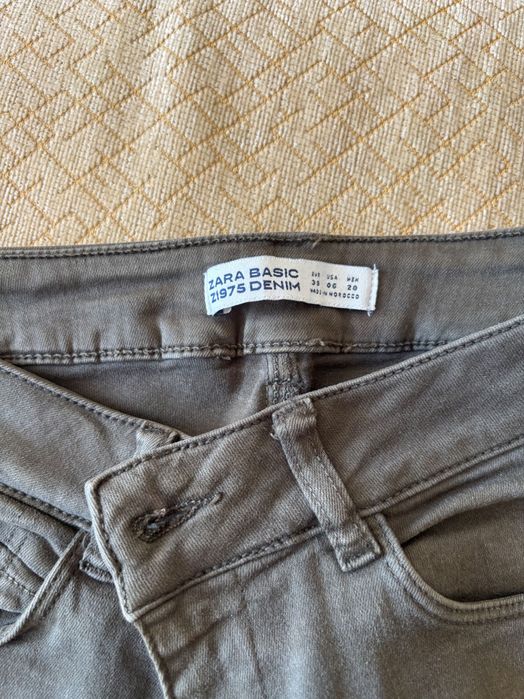 ZARA BASIC
Z1975 DENIM
EUR USA MEX
38 06 28
MADE IN MOROCCO